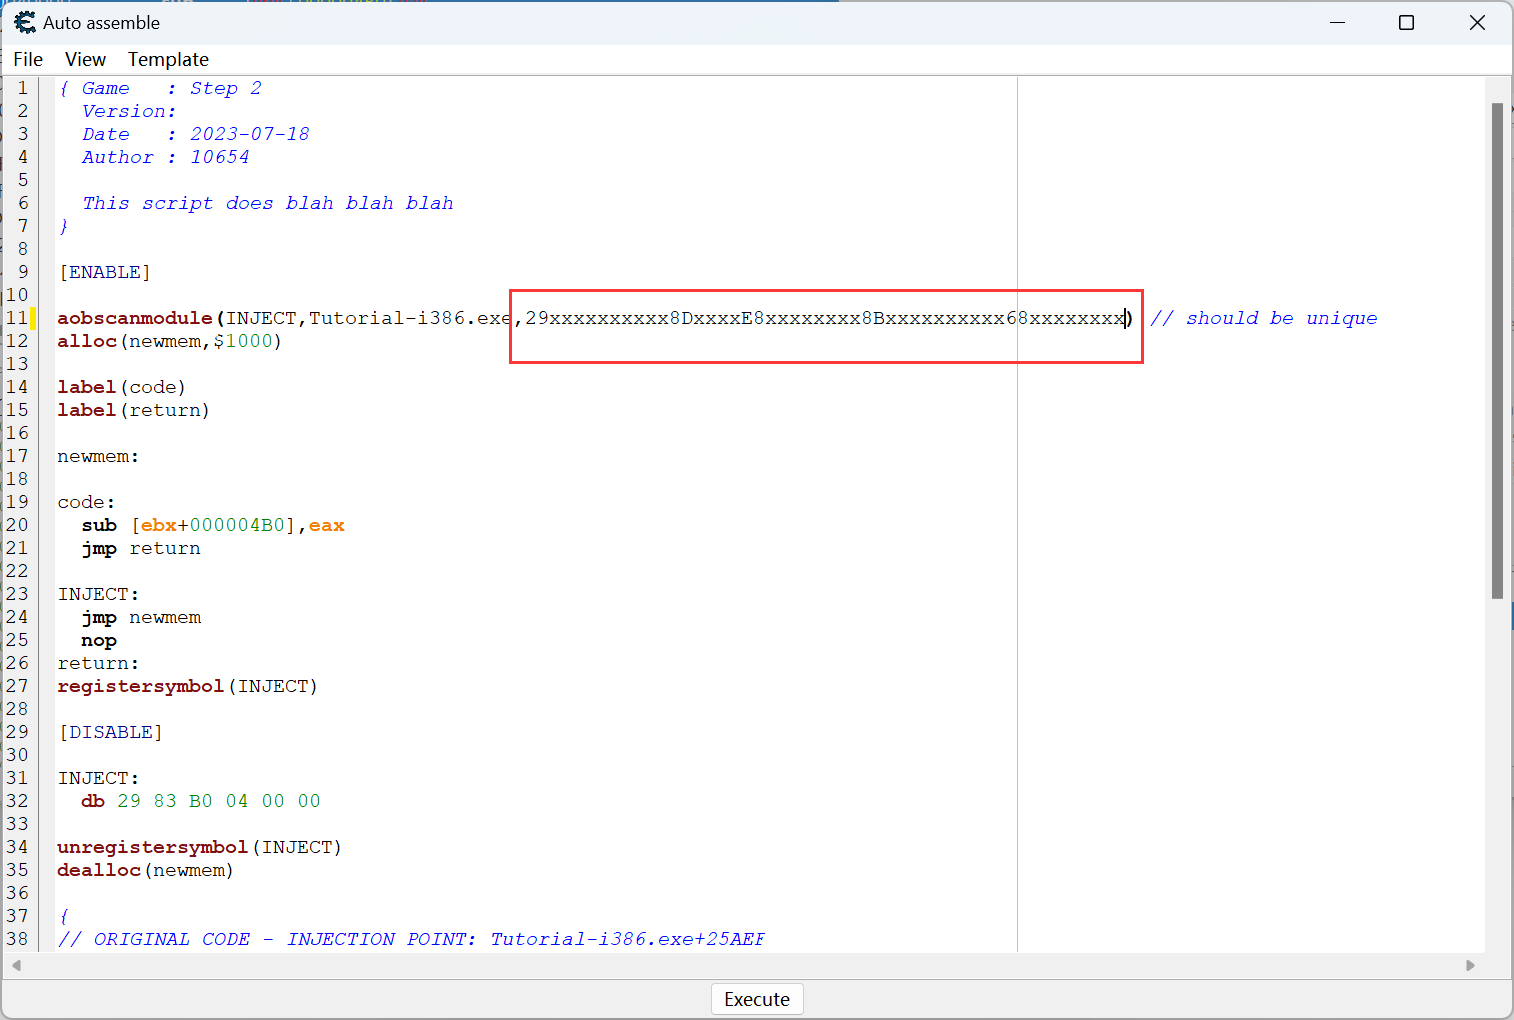 Auto assemble
File View Template
1 { Game   : Step 2
2   Version:
3   Date   : 2023-07-18
4   Author : 10654
5
6   This script does blah blah blah
7 }
8
9 [ENABLE]
10
11 aobscanmodule(INJECT,Tutorial-i386.exe,29xxxxxxxxxx8DxxxxE8xxxxxxxx8Bxxxxxxxxxx68xxxxxxxx) // should be unique
12 alloc(newmem,$1000)
13
14 label(code)
15 label(return)
16
17 newmem:
18
19 code:
20   sub [ebx+000004B0],eax
21   jmp return
22
23 INJECT:
24   jmp newmem
25   nop
26 return:
27 registersymbol(INJECT)
28
29 [DISABLE]
30
31 INJECT:
32   db 29 83 B0 04 00 00
33
34 unregistersymbol(INJECT)
35 dealloc(newmem)
36
37 {
38 // ORIGINAL CODE - INJECTION POINT: Tutorial-i386.exe+25AEF
Execute